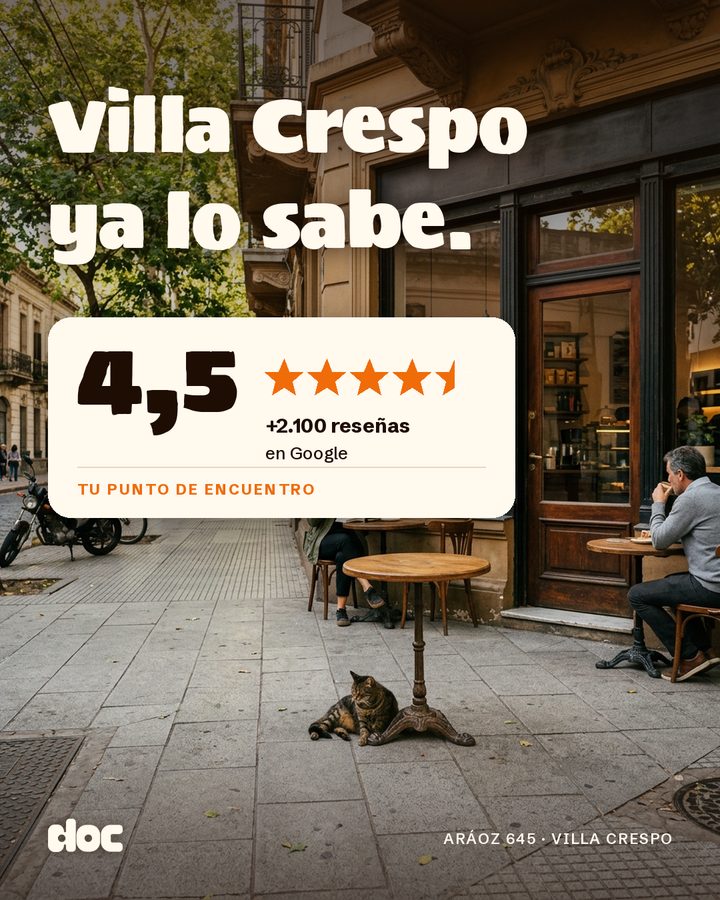 Villa Crespo
ya lo sabe.
4,5
+2.100 reseñas
en Google
TU PUNTO DE ENCUENTRO
doc
ARÁOZ 645 · VILLA CRESPO